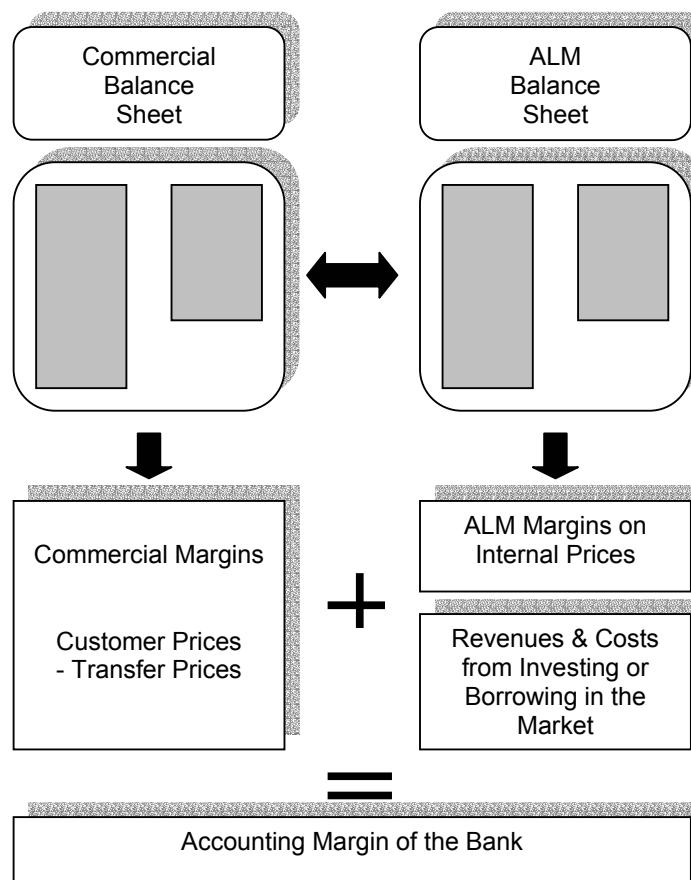 Commercial
Balance
Sheet
ALM
Balance
Sheet
Commercial Margins
Customer Prices
- Transfer Prices
+
ALM Margins on
Internal Prices
Revenues & Costs
from Investing or
Borrowing in the
Market
=
Accounting Margin of the Bank